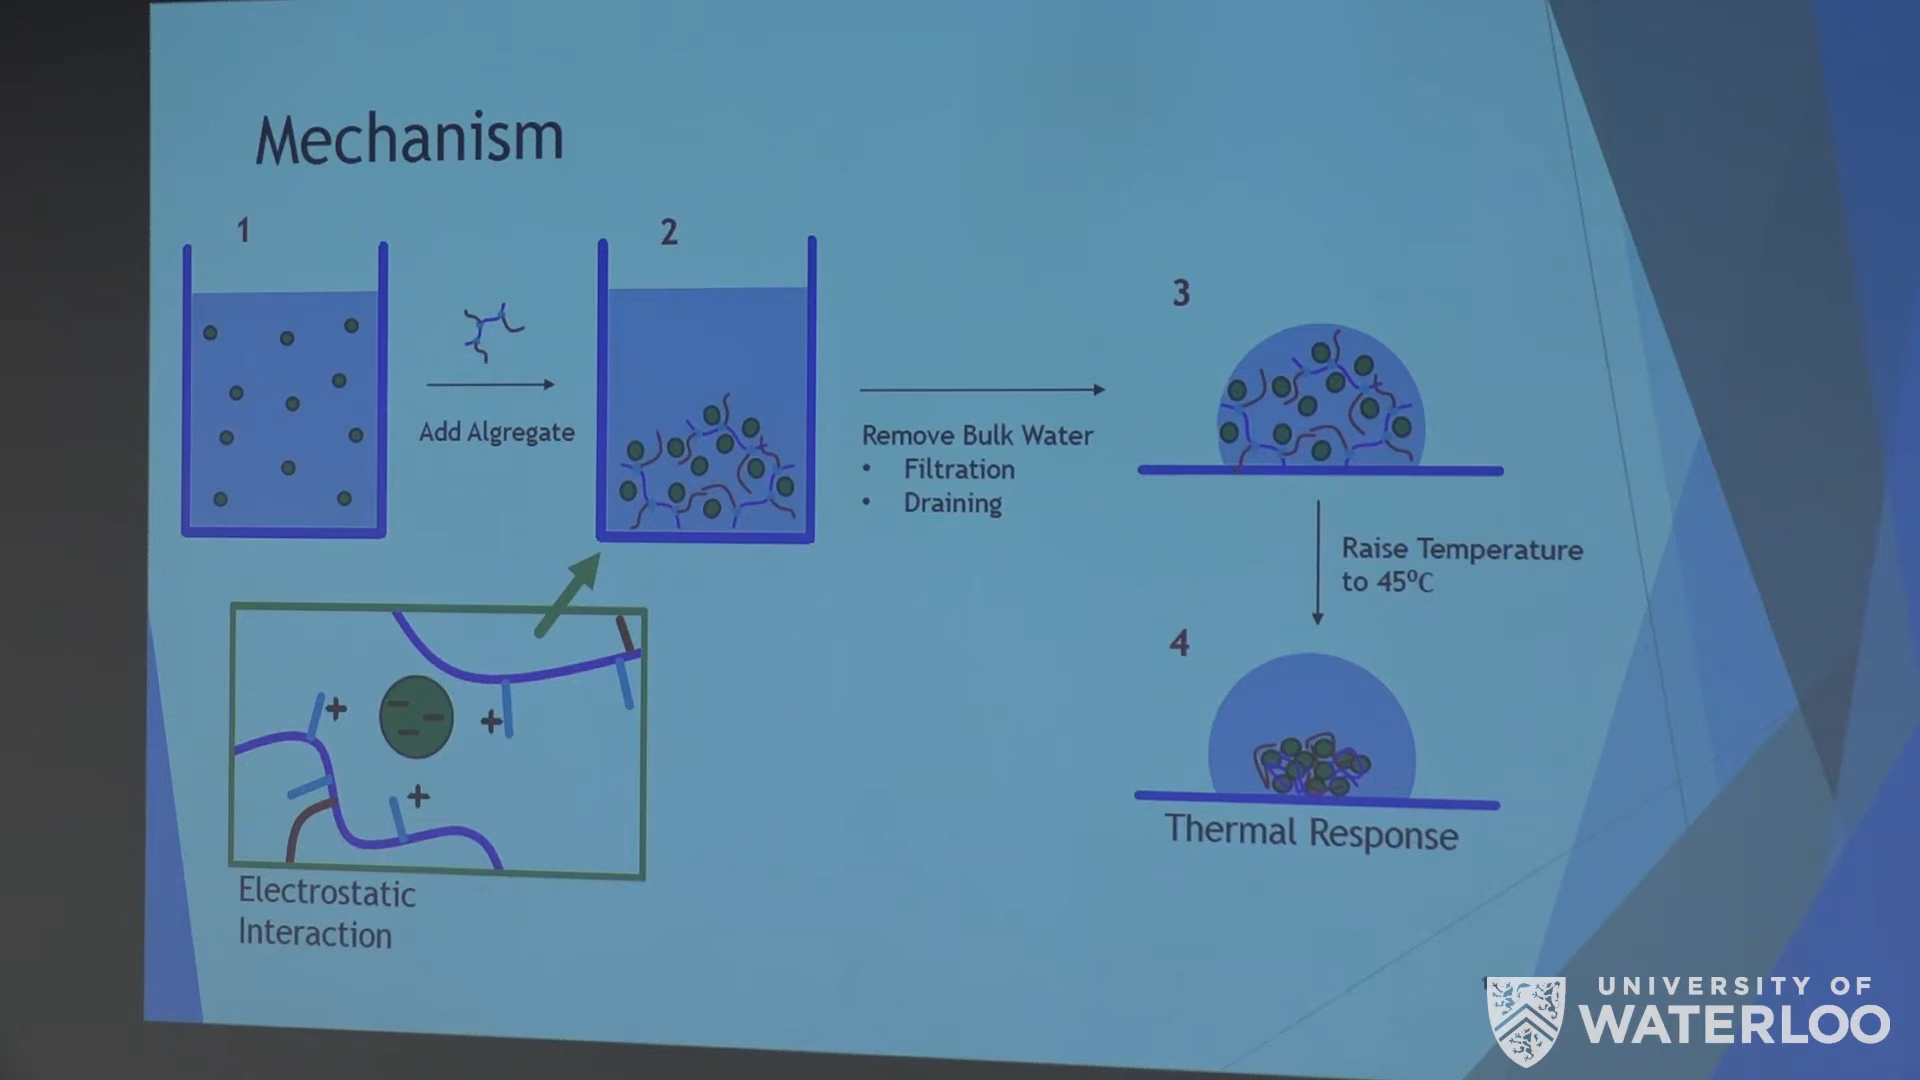 Mechanism
1
2
3
Add Algregate
Remove Bulk Water
• Filtration
• Draining
Raise Temperature
to 45⁰C
4
Thermal Response
+
+
+
Electrostatic
Interaction
UNIVERSITY OF
WATERLOO